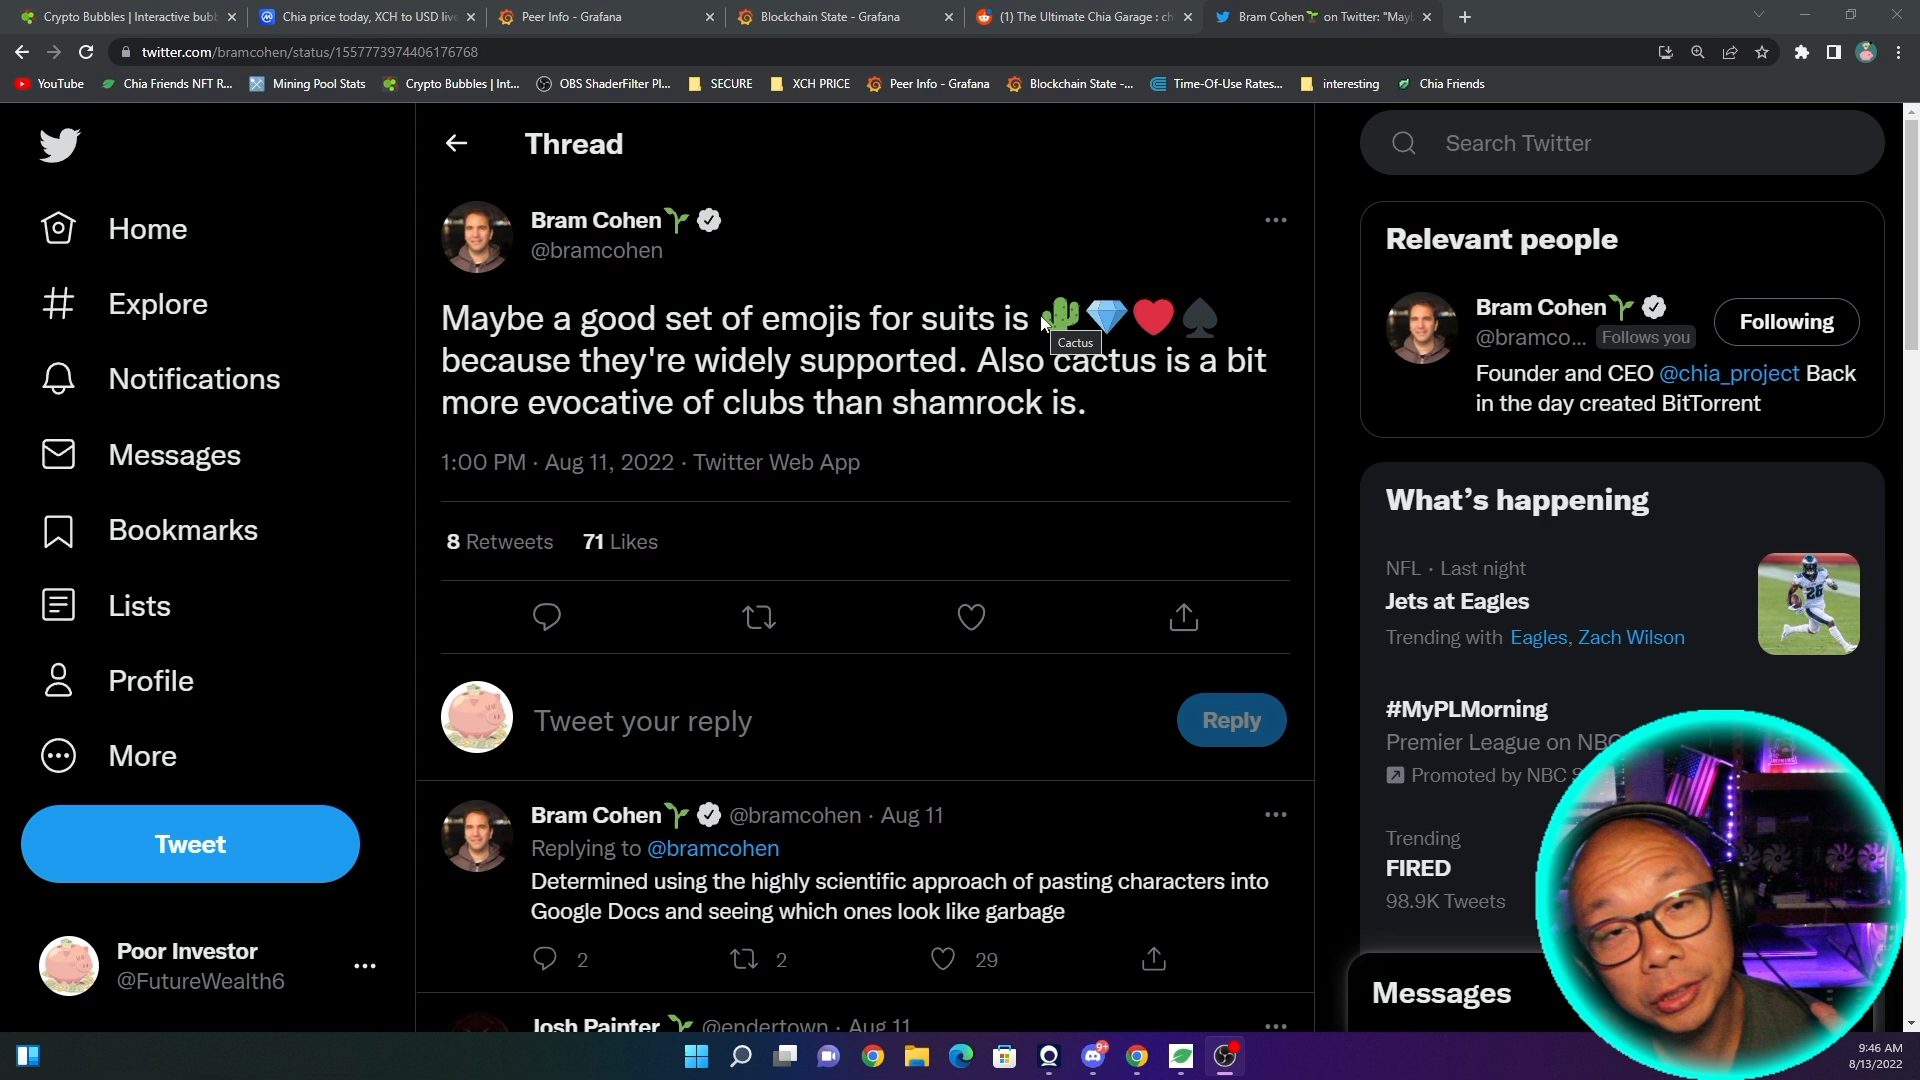 Crypto Bubbles | Interactive bub
Chia price today, XCH to USD live
Peer Info - Grafana
Blockchain State - Grafana
(1) The Ultimate Chia Garage : ch
Bram Cohen🌱 on Twitter: "May
twitter.com/bramcohen/status/1557773974406176768
YouTube
Chia Friends NFT R...
Mining Pool Stats
Crypto Bubbles | Int...
OBS ShaderFilter Pl...
SECURE
XCH PRICE
Peer Info - Grafana
Blockchain State -...
Time-Of-Use Rates...
interesting
Chia Friends
Home
Explore
Notifications
Messages
Bookmarks
Lists
Profile
More
Tweet
Poor Investor
@FutureWealth6
Thread
Bram Cohen🌱
@bramcohen
Maybe a good set of emojis for suits is 🌵💎❤️♠️
Cactus
because they're widely supported. Also cactus is a bit
more evocative of clubs than shamrock is.
1:00 PM · Aug 11, 2022 · Twitter Web App
8 Retweets 71 Likes
Tweet your reply
Reply
Bram Cohen🌱 @bramcohen · Aug 11
Replying to @bramcohen
Determined using the highly scientific approach of pasting characters into
Google Docs and seeing which ones look like garbage
2 2 29
Josh Painter🌱 @endertown · Aug 11
Search Twitter
Relevant people
Bram Cohen🌱
Following
@bramco... Follows you
Founder and CEO @chia_project Back
in the day created BitTorrent
What's happening
NFL · Last night
Jets at Eagles
Trending with Eagles, Zach Wilson
#MyPLMorning
Premier League on NBC
Promoted by NBC S
Trending
FIRED
98.9K Tweets
Messages
9+
9:46 AM
8/13/2022